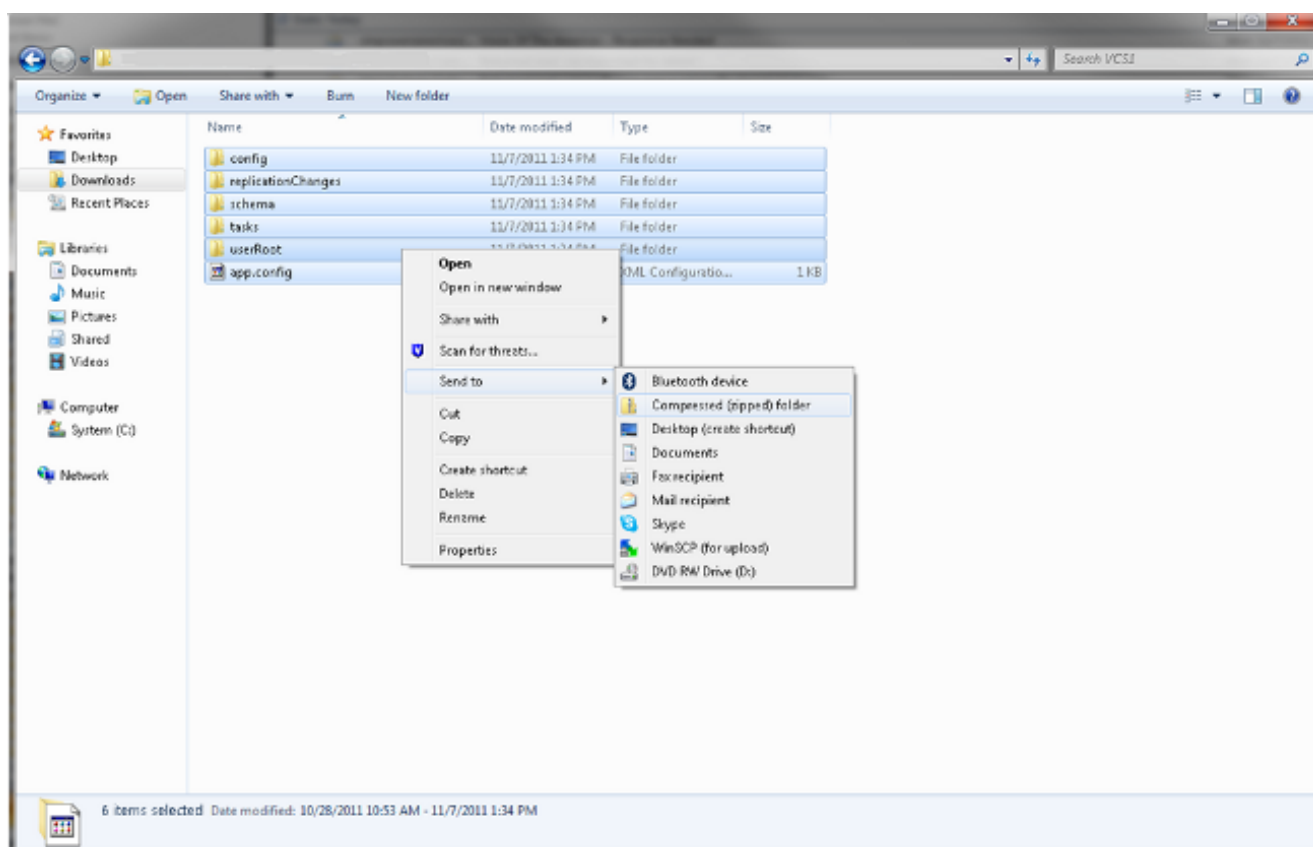 Search VCS1
Organize Open Share with Burn New folder
Name Date modified Type Size
Favorites
Desktop
Downloads
Recent Places
Libraries
Documents
Music
Pictures
Shared
Videos
Computer
System (C:)
Network
config 11/7/2011 1:34 PM File folder
replicationChanges 11/7/2011 1:34 PM File folder
schema 11/7/2011 1:34 PM File folder
tasks 11/7/2011 1:34 PM File folder
userRoot 11/7/2011 1:34 PM File folder
app.config XML Configuratio... 1 KB
Open
Open in new window
Share with
Scan for threats...
Send to
Cut
Copy
Create shortcut
Delete
Rename
Properties
Bluetooth device
Compressed (zipped) folder
Desktop (create shortcut)
Documents
Fax recipient
Mail recipient
Skype
WinSCP (for upload)
DVD RW Drive (D:)
6 items selected Date modified: 10/28/2011 10:53 AM - 11/7/2011 1:34 PM